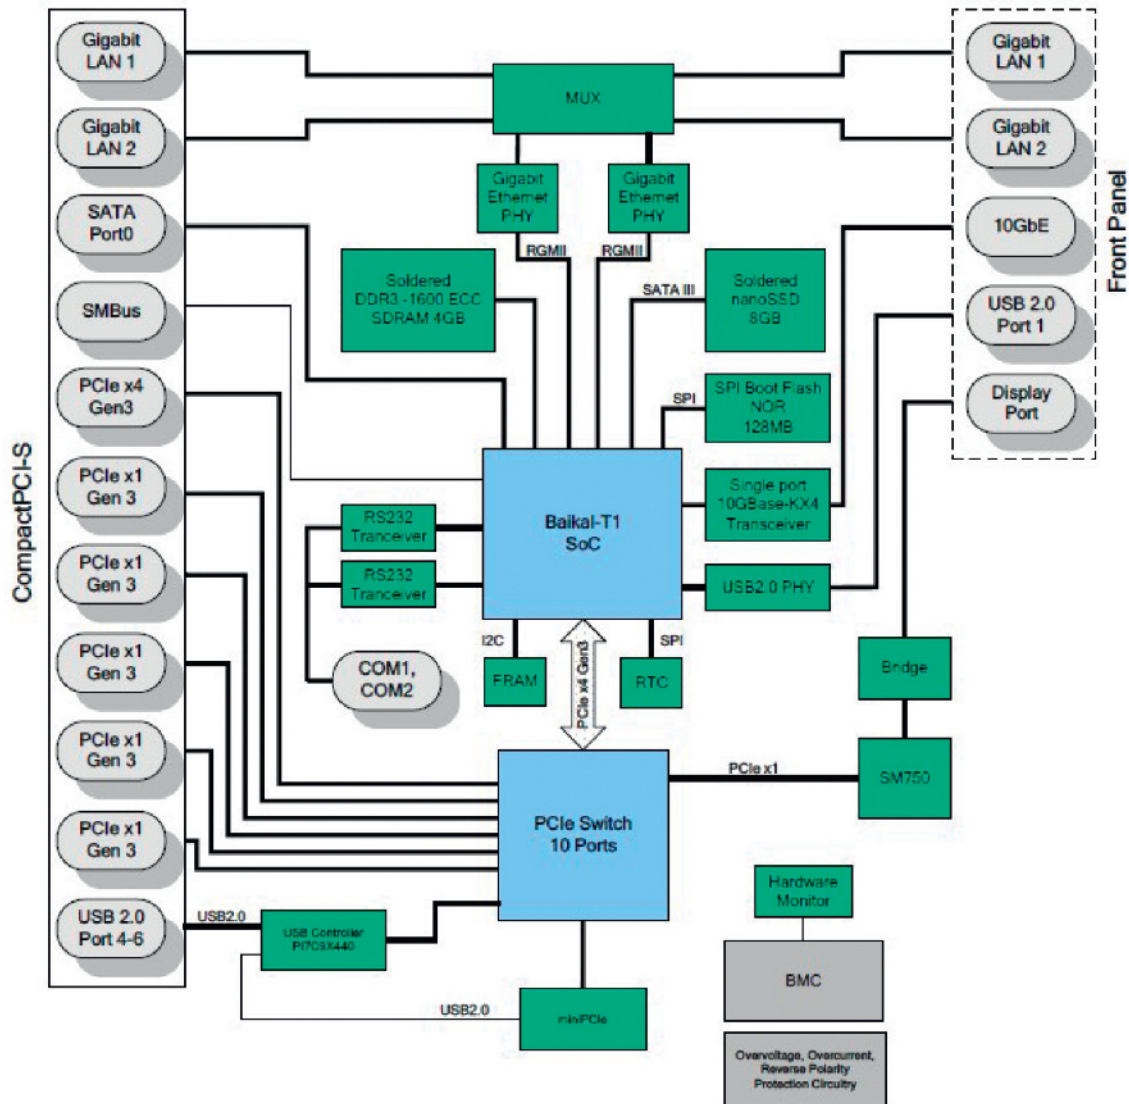 CompactPCI-S
Gigabit
LAN 1
Gigabit
LAN 2
SATA
Port0
SMBus
PCIe x4
Gen3
PCIe x1
Gen 3
PCIe x1
Gen 3
PCIe x1
Gen 3
PCIe x1
Gen 3
PCIe x1
Gen 3
USB 2.0
Port 4-6
MUX
Gigabit
Ethernet
PHY
Gigabit
Ethernet
PHY
RGMII
RGMII
Soldered
DDR3-1600 ECC
SDRAM 4GB
SATA III
Soldered
nanoSSD
8GB
SPI
SPI Boot Flash
NOR
128MB
Baikal-T1
SoC
Single port
10GBase-KX4
Transceiver
RS232
Tranceiver
RS232
Tranceiver
USB2.0 PHY
COM1,
COM2
I2C
FRAM
PCIe x4 Gen3
SPI
RTC
PCIe Switch
10 Ports
PCIe x1
Bridge
SM750
USB2.0
USB Controller
PI7C9X440
USB2.0
miniPCIe
Hardware
Monitor
BMC
Overvoltage, Overcurrent,
Reverse Polarity
Protection Circuitry
Front Panel
Gigabit
LAN 1
Gigabit
LAN 2
10GbE
USB 2.0
Port 1
Display
Port